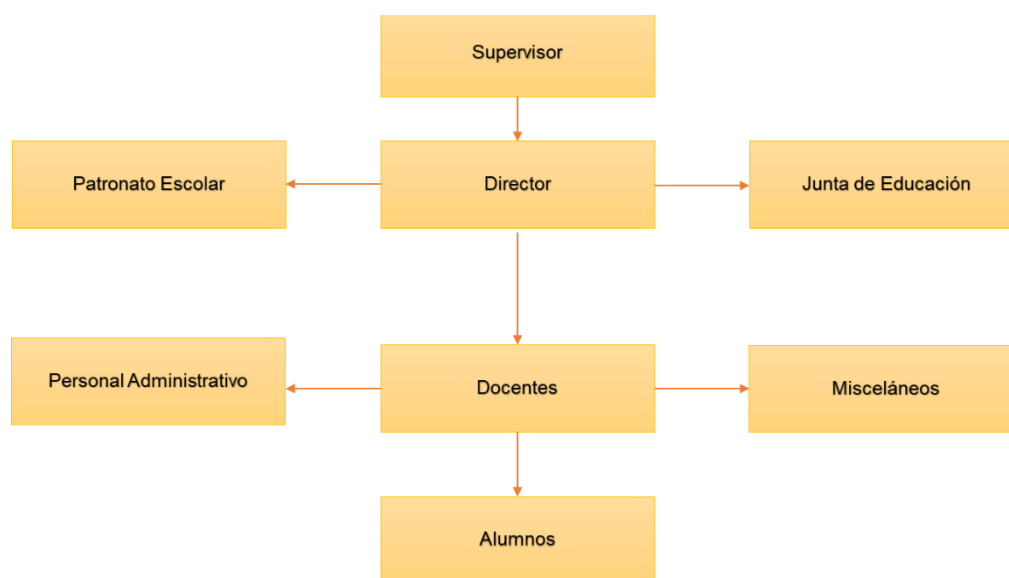 Supervisor
Patronato Escolar
Director
Junta de Educación
Personal Administrativo
Docentes
Misceláneos
Alumnos